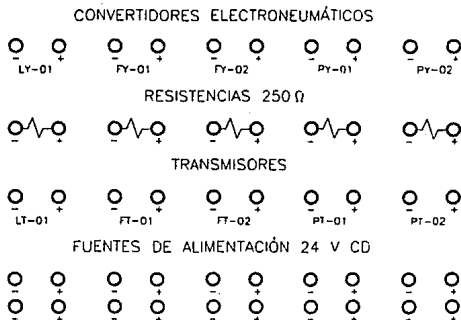 CONVERTIDORES ELECTRONEUMÁTICOS
- + - + - + - + - +
LY-01 FY-01 FY-02 PY-01 PY-02
RESISTENCIAS 250 Ω
- + - + - + - + - +
TRANSMISORES
- + - + - + - + - +
LT-01 FT-01 FT-02 PT-01 PT-02
FUENTES DE ALIMENTACIÓN 24 V CD
- + - + - + - + - +
- + - + - + - + - +